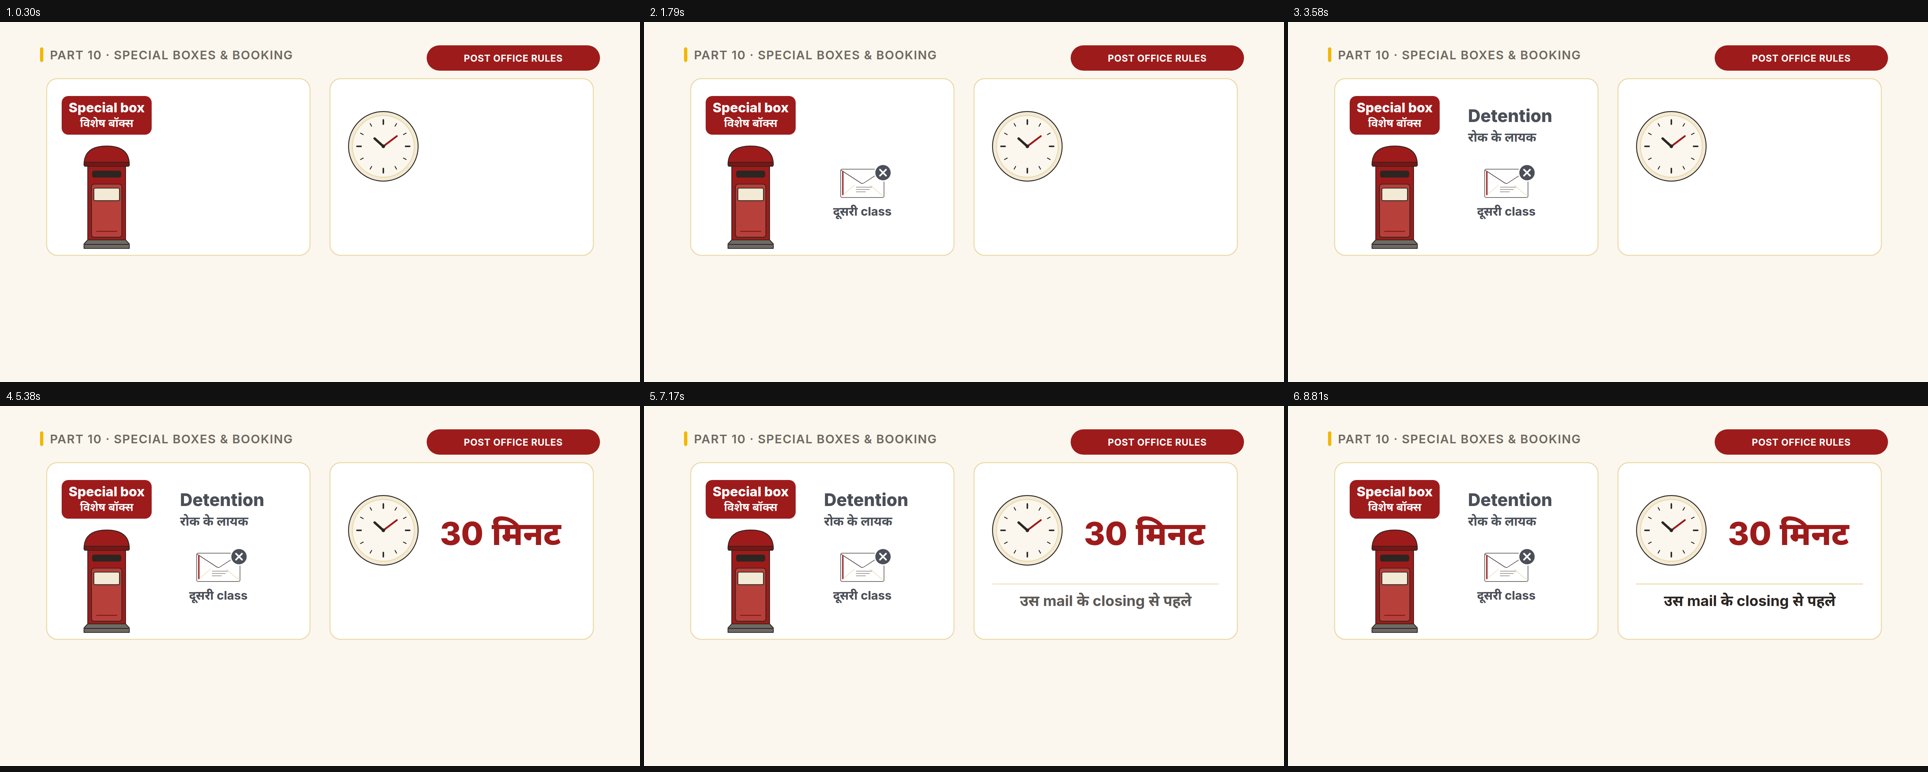 1. 0.30s
PART 10 · SPECIAL BOXES & BOOKING
POST OFFICE RULES
Special box
विशेष बॉक्स
2. 1.79s
PART 10 · SPECIAL BOXES & BOOKING
POST OFFICE RULES
Special box
विशेष बॉक्स
दूसरी class
3. 3.58s
PART 10 · SPECIAL BOXES & BOOKING
POST OFFICE RULES
Special box
विशेष बॉक्स
Detention
रोक के लायक
दूसरी class
4. 5.38s
PART 10 · SPECIAL BOXES & BOOKING
POST OFFICE RULES
Special box
विशेष बॉक्स
Detention
रोक के लायक
दूसरी class
30 मिनट
5. 7.17s
PART 10 · SPECIAL BOXES & BOOKING
POST OFFICE RULES
Special box
विशेष बॉक्स
Detention
रोक के लायक
दूसरी class
30 मिनट
उस mail के closing से पहले
6. 8.81s
PART 10 · SPECIAL BOXES & BOOKING
POST OFFICE RULES
Special box
विशेष बॉक्स
Detention
रोक के लायक
दूसरी class
30 मिनट
उस mail के closing से पहले